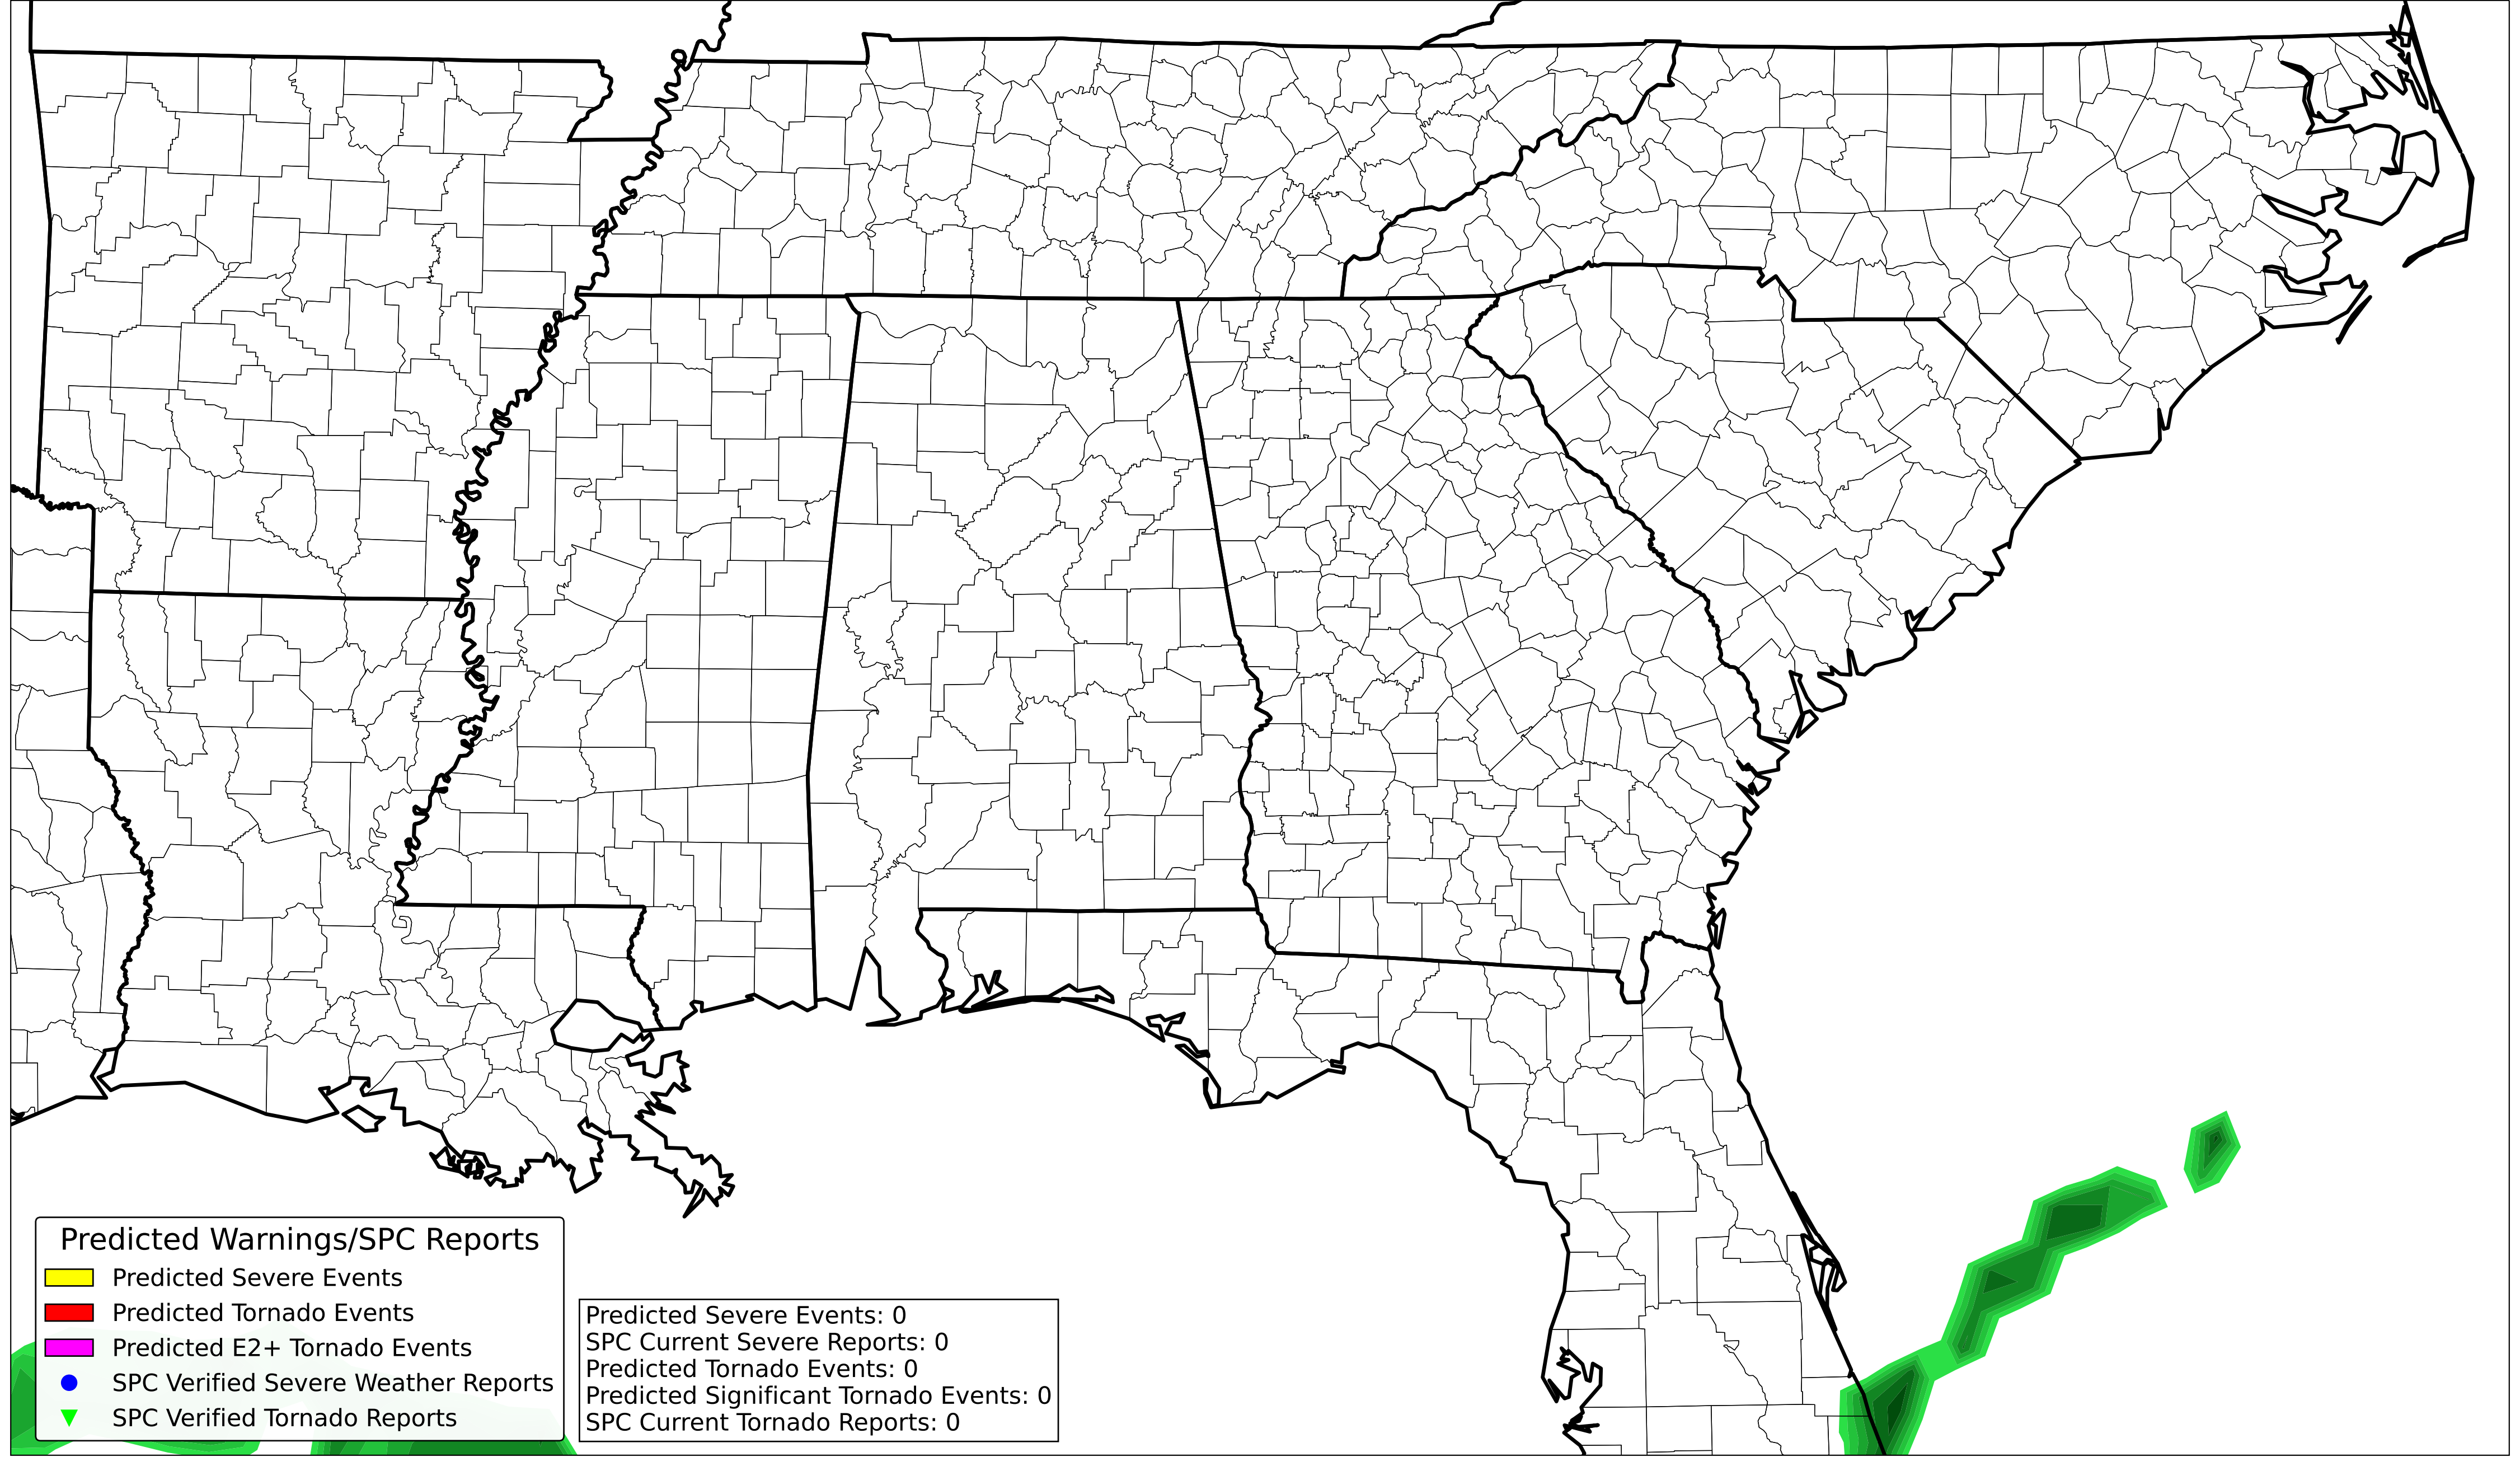 Predicted Warnings/SPC Reports
Predicted Severe Events
Predicted Tornado Events
Predicted E2+ Tornado Events
SPC Verified Severe Weather Reports
SPC Verified Tornado Reports
Predicted Severe Events: 0
SPC Current Severe Reports: 0
Predicted Tornado Events: 0
Predicted Significant Tornado Events: 0
SPC Current Tornado Reports: 0